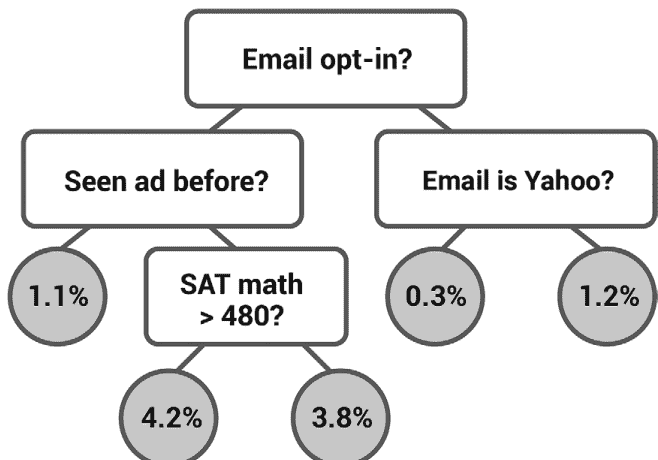 Email opt-in?
Seen ad before?
Email is Yahoo?
1.1%
SAT math
> 480?
0.3%
1.2%
4.2%
3.8%